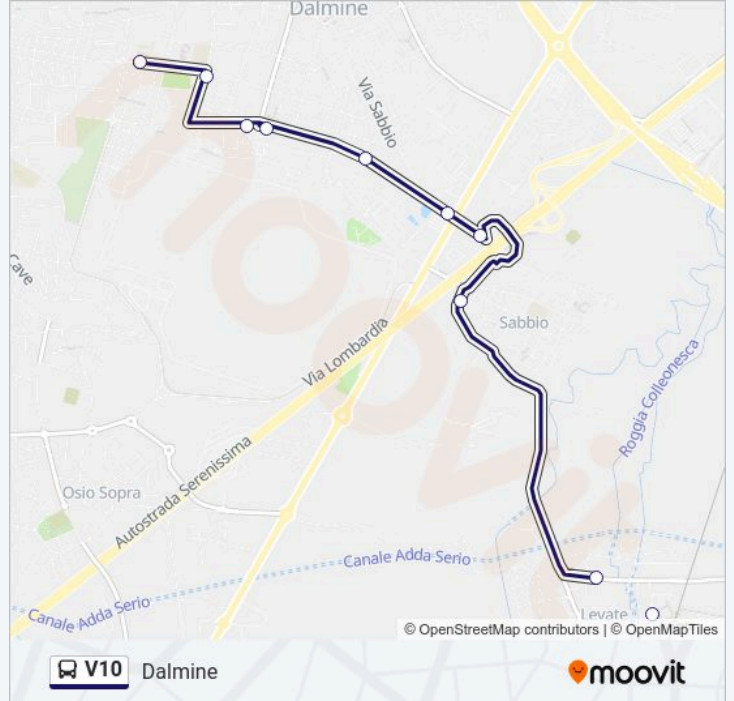 Dalmine
Via Sabbio
Cave
Sabbio
Via Lombardia
Roggia Colleonesca
Autostrada Serenissima
Osio Sopra
Canale Adda Serio
Canale Adda Serio
Levate
© OpenStreetMap contributors | © OpenMapTiles
V10 Dalmine
moovit
moovit